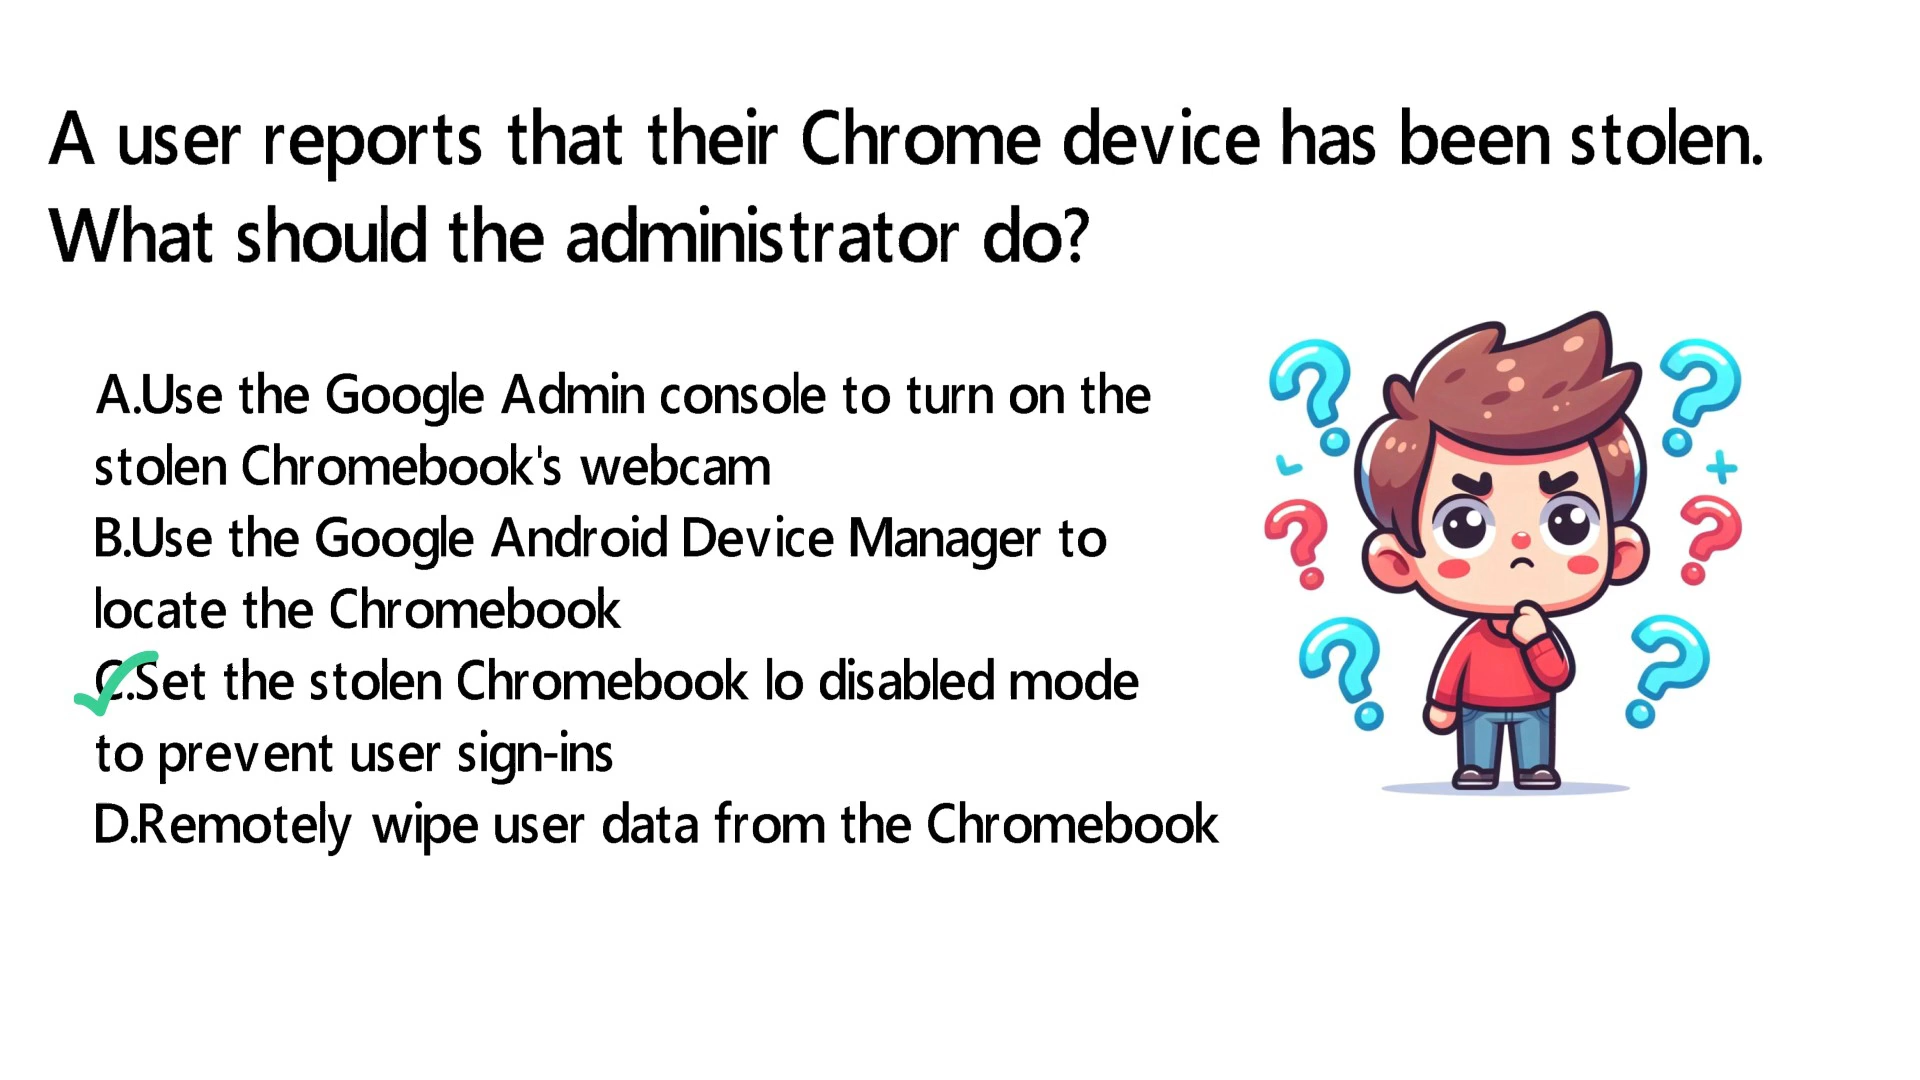 A user reports that their Chrome device has been stolen.
What should the administrator do?
A.Use the Google Admin console to turn on the
stolen Chromebook's webcam
B.Use the Google Android Device Manager to
locate the Chromebook
C.Set the stolen Chromebook lo disabled mode
to prevent user sign-ins
D.Remotely wipe user data from the Chromebook